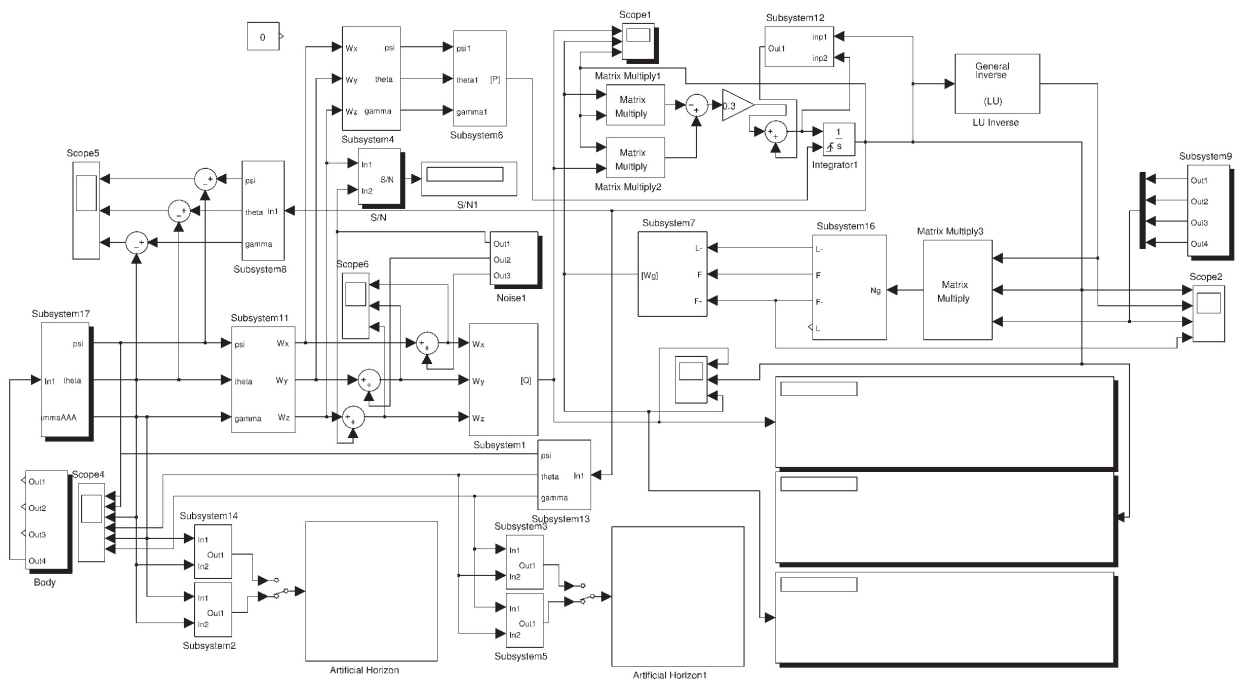 0
Wx
Wy
Wz
psi
theta
gamma
Subsystem4
psi1
theta1
gamma1
[P]
Subsystem6
Scope1
Matrix Multiply1
Matrix
Multiply
Matrix
Multiply
Matrix Multiply2
0.3
Subsystem12
Out1
inp1
inp2
1
s
Integrator1
General
Inverse
(LU)
LU Inverse
Scope5
psi
theta
gamma
In1
Subsystem8
In1
In2
S/N
S/N
S/N1
Subsystem9
Out1
Out2
Out3
Out4
Subsystem7
[Wg]
L-
F
F-
Subsystem16
L-
F
F-
L
Ng
Matrix Multiply3
Matrix
Multiply
Scope2
Scope6
Out1
Out2
Out3
Noise1
Subsystem17
In1
psi
theta
ammaAAA
Subsystem11
psi
theta
gamma
Wx
Wy
Wz
Wx
Wy
Wz
[Q]
Subsystem1
psi
theta
gamma
In1
Subsystem13
Out1
Out2
Out3
Out4
Body
Scope4
Subsystem14
In1
In2
Out1
In1
In2
Out1
Subsystem2
Artificial Horizon
Subsystem3
In1
In2
Out1
In1
In2
Out1
Subsystem5
Artificial Horizon1